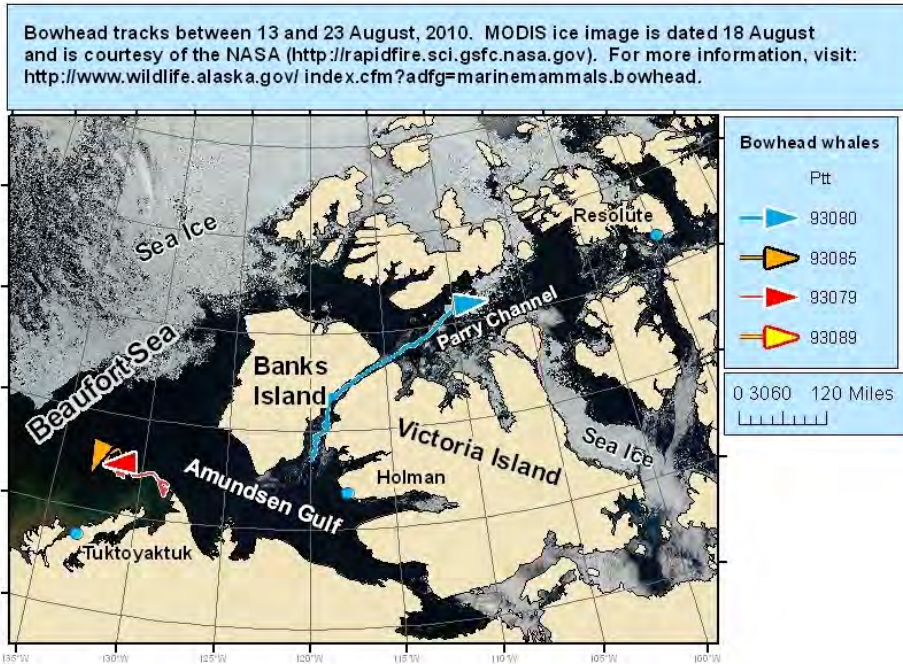 Bowhead tracks between 13 and 23 August, 2010. MODIS ice image is dated 18 August
and is courtesy of the NASA (http://rapidfire.sci.gsfc.nasa.gov). For more information, visit:
http://www.wildlife.alaska.gov/ index.cfm?adfg=marinemammals.bowhead.
Bowhead whales
Ptt
93080
93085
93079
93089
0 3060 120 Miles
Sea Ice
Resolute
Parry Channel
Beaufort Sea
Banks
Island
Victoria Island
Sea Ice
Amundsen Gulf
Holman
Tuktoyaktuk
135°W 130°W 125°W 120°W 115°W 110°W 105°W 100°W